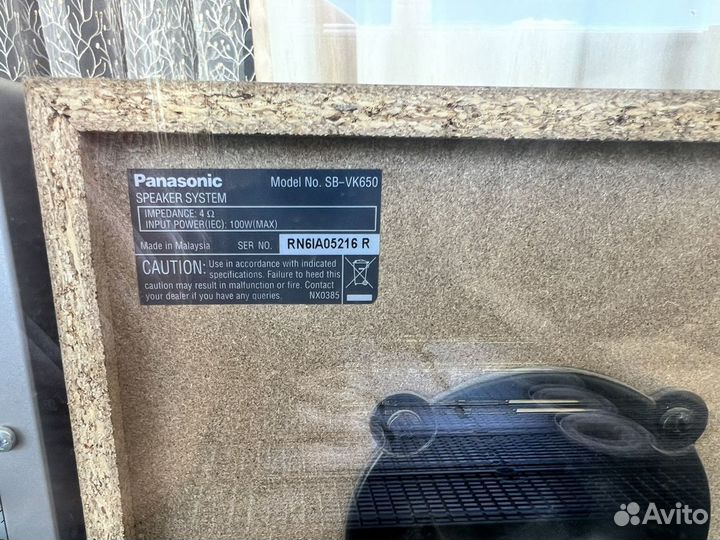 Panasonic Model No. SB-VK650
SPEAKER SYSTEM
IMPEDANCE: 4 Ω
INPUT POWER(IEC): 100W(MAX)
Made in Malaysia SER NO. RN6IA05216 R
CAUTION: Use in accordance with indicated
specifications. Failure to heed this
caution may result in malfunction or fire. Contact
your dealer if you have any queries. NX0385
Avito